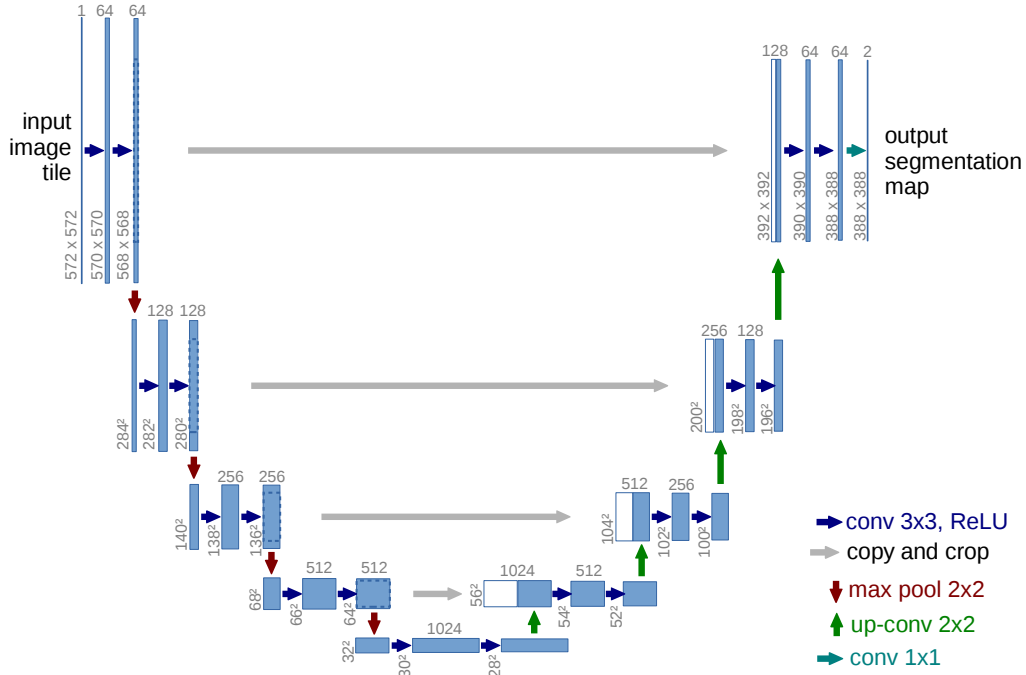 1 64 64
128 64 64 2
input
image
tile
output
segmentation
map
572 x 572
570 x 570
568 x 568
392 x 392
390 x 390
388 x 388
388 x 388
128 128
256 128
284²
282²
280²
200²
198²
196²
256 256
512 256
140²
138²
136²
104²
102²
100²
512 512
1024 512
68²
66²
64²
56²
54²
52²
1024
32²
30²
28²
conv 3x3, ReLU
copy and crop
max pool 2x2
up-conv 2x2
conv 1x1